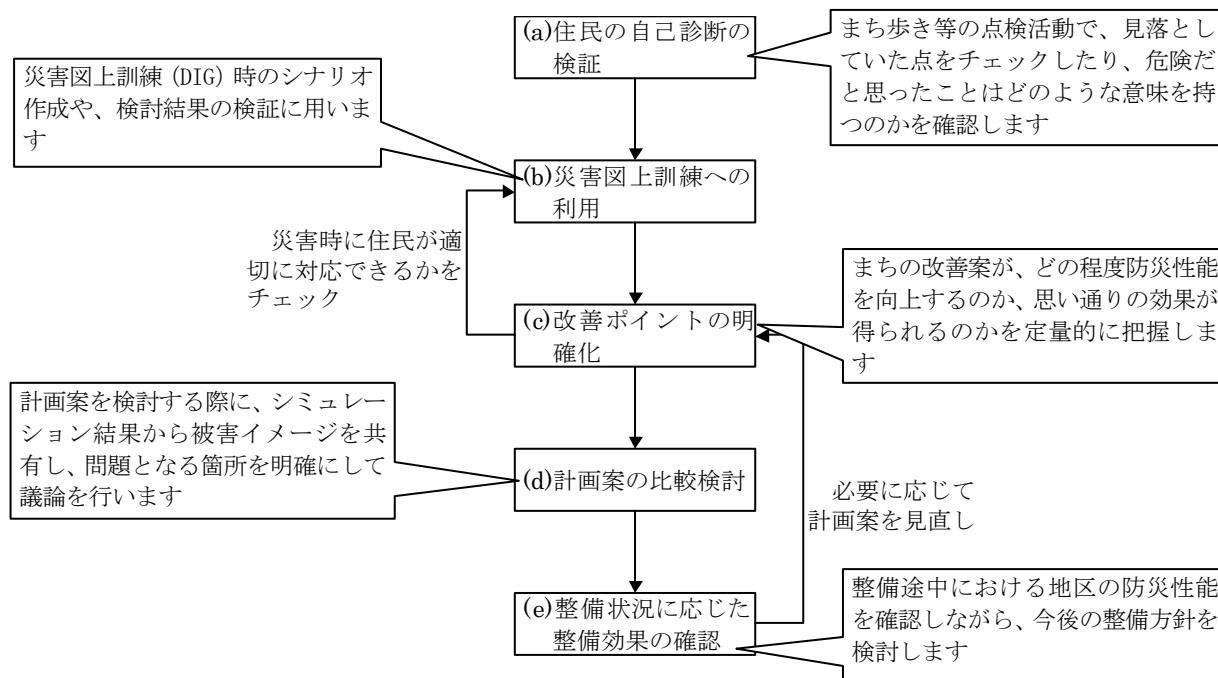 (a)住民の自己診断の
検証
まち歩き等の点検活動で、見落とし
ていた点をチェックしたり、危険だ
と思ったことはどのような意味を持
つのかを確認します
災害図上訓練(DIG)時のシナリオ
作成や、検討結果の検証に用いま
す
(b)災害図上訓練への
利用
災害時に住民が適
切に対応できるかを
チェック
まちの改善案が、どの程度防災性能
を向上するのか、思い通りの効果が
得られるのかを定量的に把握しま
す
(c)改善ポイントの明
確化
計画案を検討する際に、シミュレー
ション結果から被害イメージを共
有し、問題となる箇所を明確にして
議論を行います
(d)計画案の比較検討
必要に応じて
計画案を見直し
(e)整備状況に応じた
整備効果の確認
整備途中における地区の防災性能
を確認しながら、今後の整備方針を
検討します